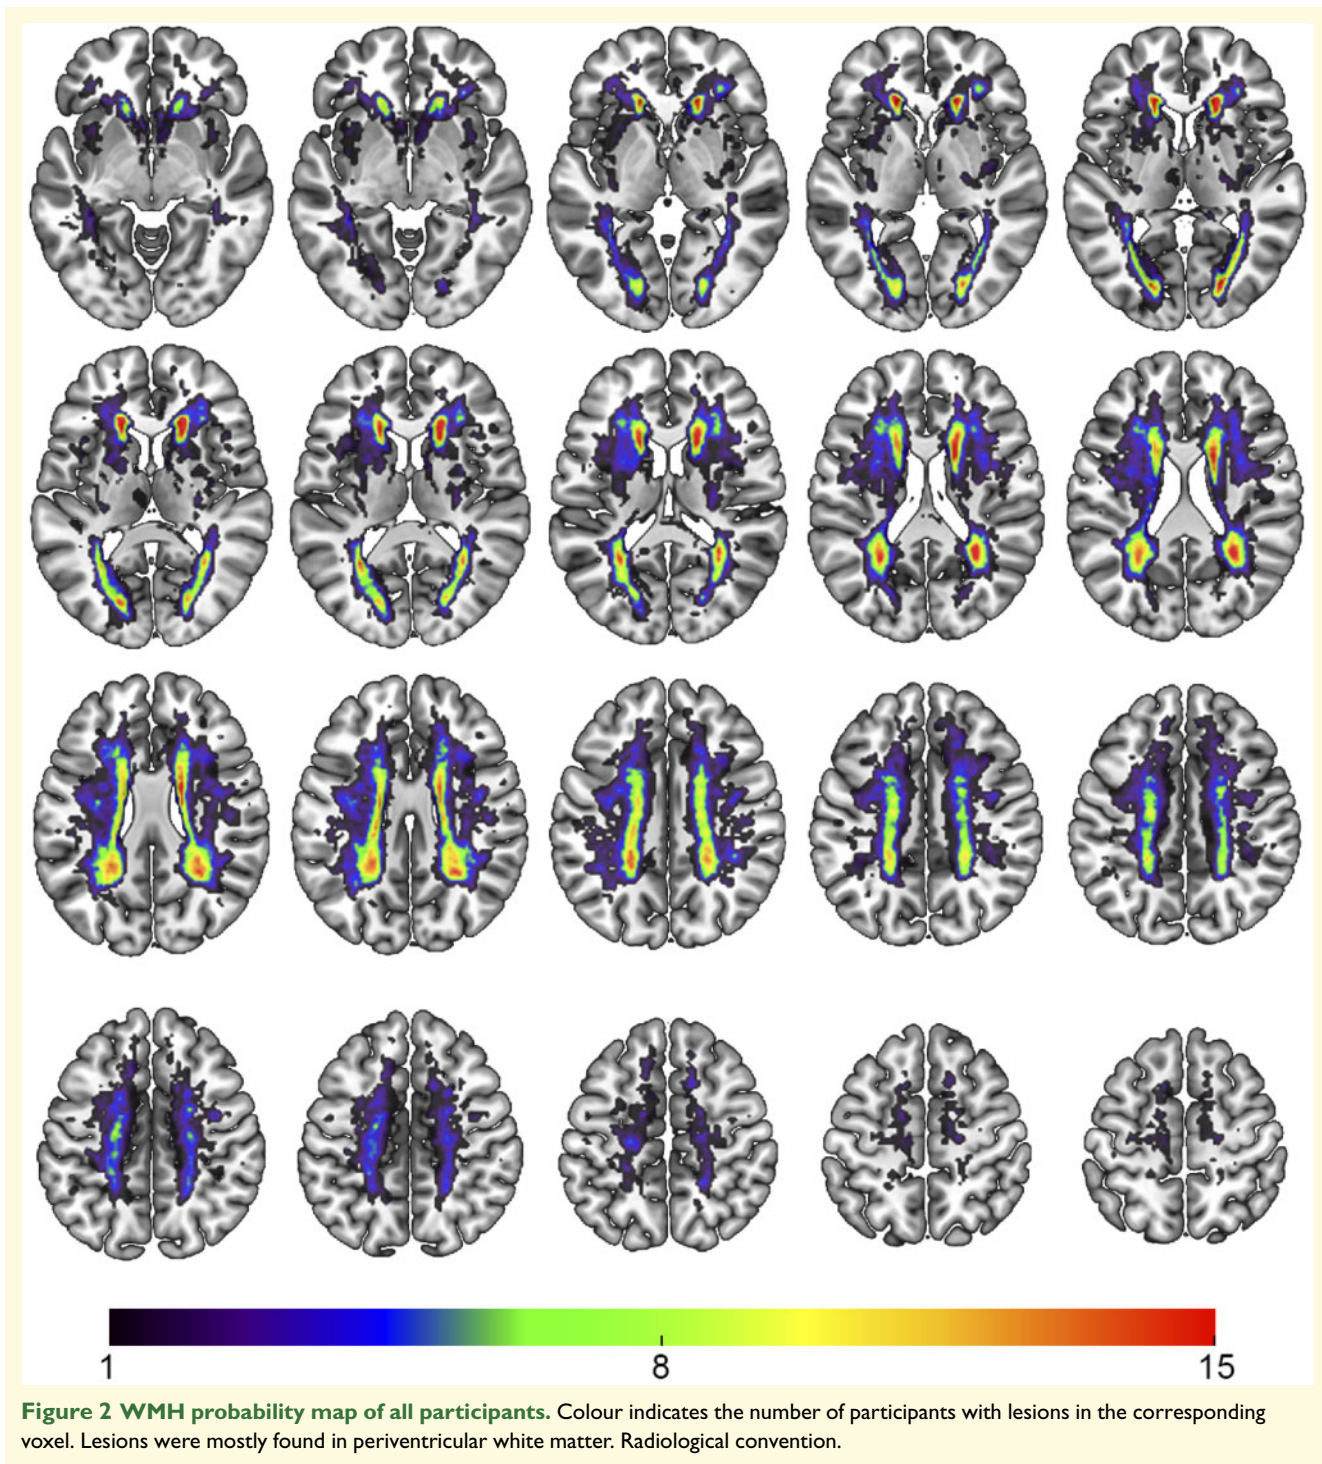 1
8
15
Figure 2 WMH probability map of all participants. Colour indicates the number of participants with lesions in the corresponding
voxel. Lesions were mostly found in periventricular white matter. Radiological convention.